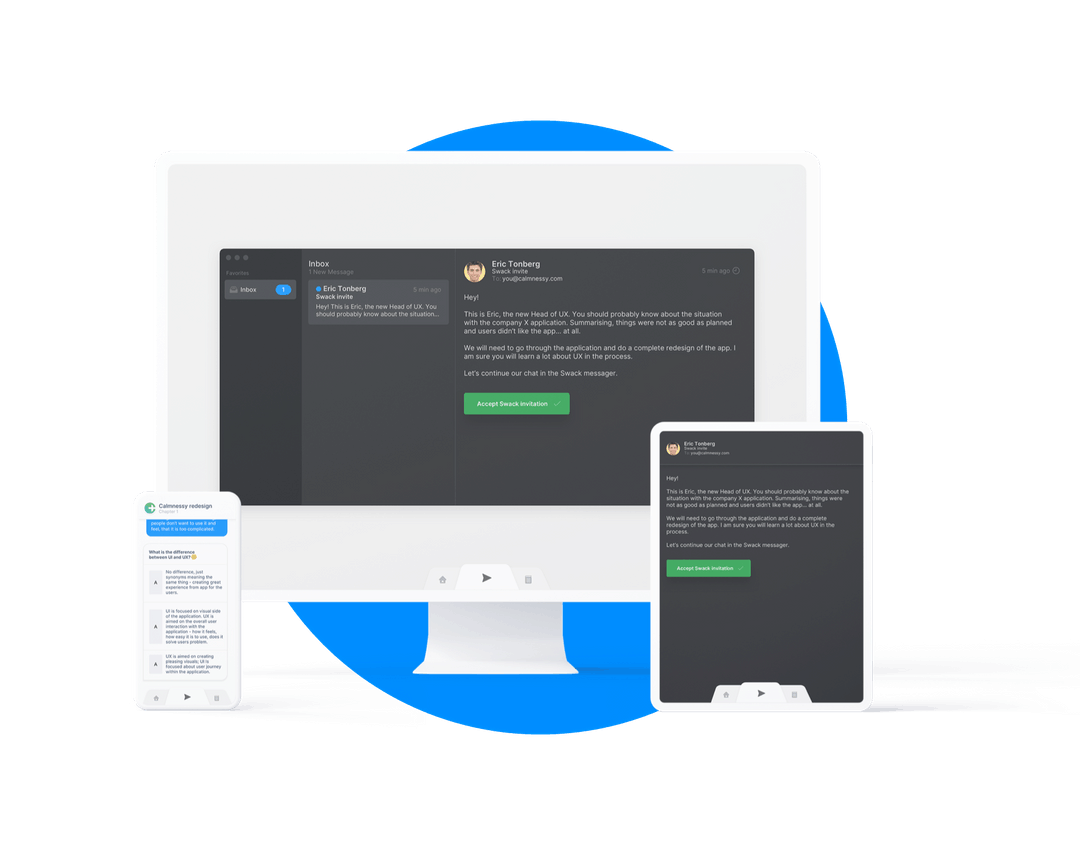 Favorites
Inbox
1
Inbox
1 New Message
Eric Tonberg
5 min ago
Swack invite
Hey! This is Eric, the new Head of UX. You
should probably know about the situation...
Eric Tonberg
Swack invite
To: you@calmnessy.com
5 min ago
Hey!
This is Eric, the new Head of UX. You should probably know about the situation
with the company X application. Summarising, things were not as good as planned
and users didn't like the app... at all.
We will need to go through the application and do a complete redesign of the app. I
am sure you will learn a lot about UX in the process.
Let's continue our chat in the Swack messager.
Accept Swack invitation
Calmnessy redesign
Chapter 1
people don't want to use it and
feel, that it is too complicated.
What is the difference
between UI and UX?
A
No difference, just
synonyms meaning the
same thing - creating great
experience from app for the
users.
A
UI is focused on visual side
of the application. UX is
aimed on the overall user
interaction with the
application - how it feels,
how easy it is to use, does it
solve users problem.
A
UX is aimed on creating
pleasing visuals; UI is
focused about user journey
within the application.
Eric Tonberg
Swack invite
To: you@calmnessy.com
Hey!
This is Eric, the new Head of UX. You should probably know about the
situation with the company X application. Summarising, things were
not as good as planned and users didn't like the app... at all.
We will need to go through the application and do a complete
redesign of the app. I am sure you will learn a lot about UX in the
process.
Let's continue our chat in the Swack messager.
Accept Swack invitation